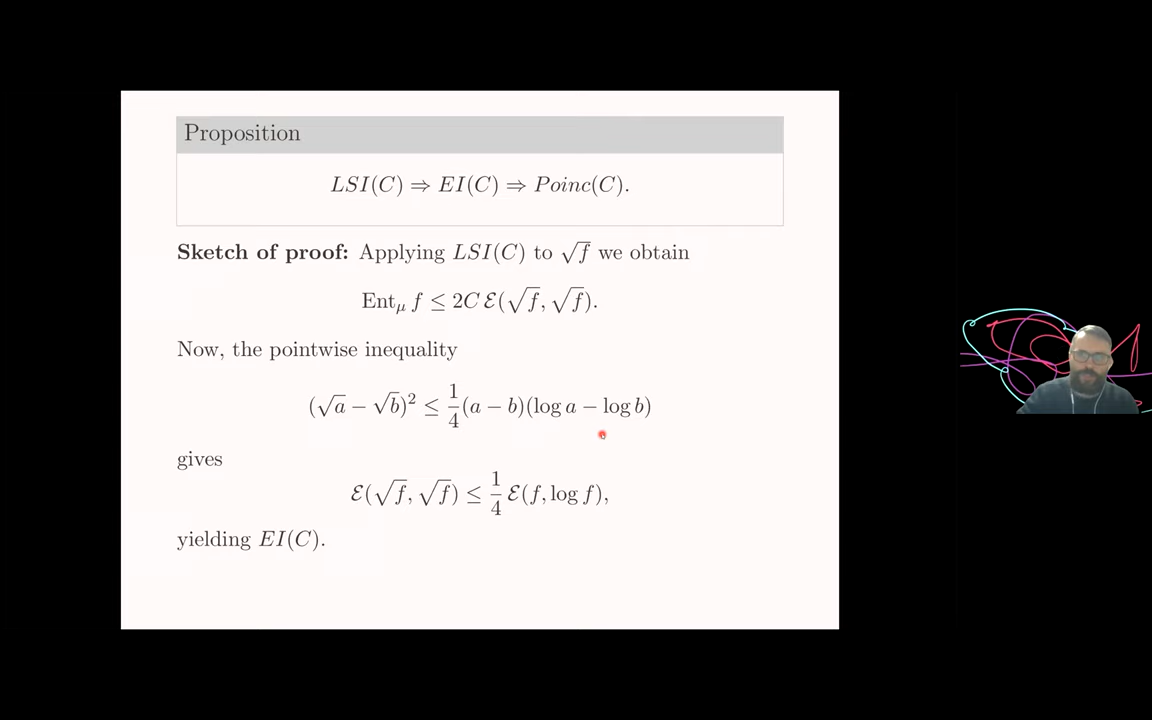 Proposition
LSI(C) ⇒ EI(C) ⇒ Poinc(C).
Sketch of proof: Applying LSI(C) to √f we obtain
Ent_μ f ≤ 2C ℰ(√f, √f).
Now, the pointwise inequality
(√a − √b)² ≤ 1/4 (a − b)(log a − log b)
gives
ℰ(√f, √f) ≤ 1/4 ℰ(f, log f),
yielding EI(C).